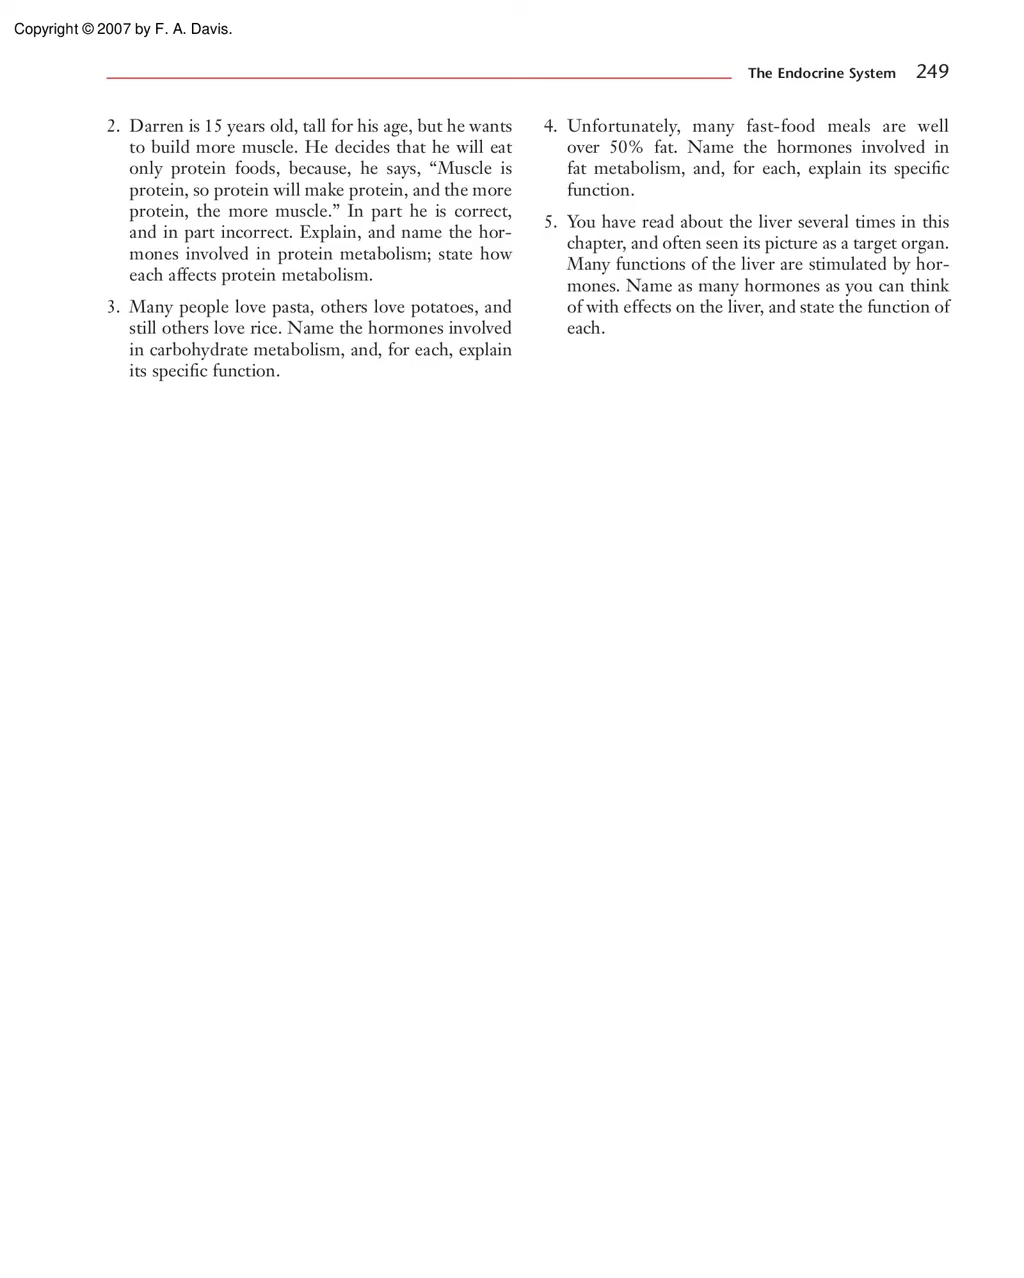 Copyright © 2007 by F. A. Davis.
The Endocrine System 249
2. Darren is 15 years old, tall for his age, but he wants
to build more muscle. He decides that he will eat
only protein foods, because, he says, “Muscle is
protein, so protein will make protein, and the more
protein, the more muscle.” In part he is correct,
and in part incorrect. Explain, and name the hor-
mones involved in protein metabolism; state how
each affects protein metabolism.
3. Many people love pasta, others love potatoes, and
still others love rice. Name the hormones involved
in carbohydrate metabolism, and, for each, explain
its specific function.
4. Unfortunately, many fast-food meals are well
over 50% fat. Name the hormones involved in
fat metabolism, and, for each, explain its specific
function.
5. You have read about the liver several times in this
chapter, and often seen its picture as a target organ.
Many functions of the liver are stimulated by hor-
mones. Name as many hormones as you can think
of with effects on the liver, and state the function of
each.